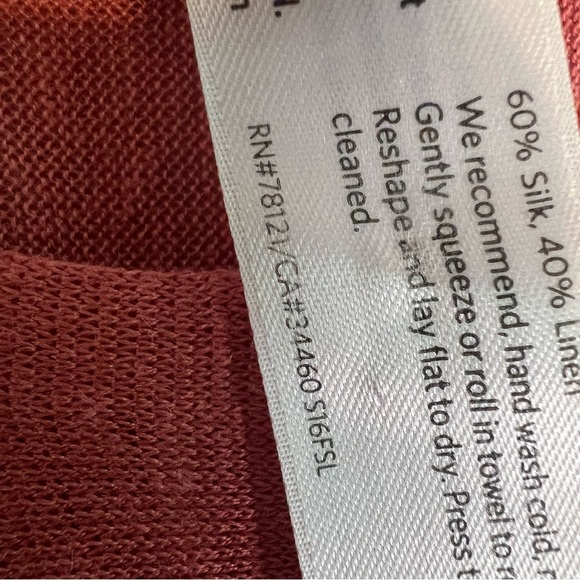 60% Silk, 40% Linen
We recommend, hand wash cold,
Gently squeeze or roll in towel to
Reshape and lay flat to dry. Press
cleaned.
RN#78121/CA#34460 S16FSL